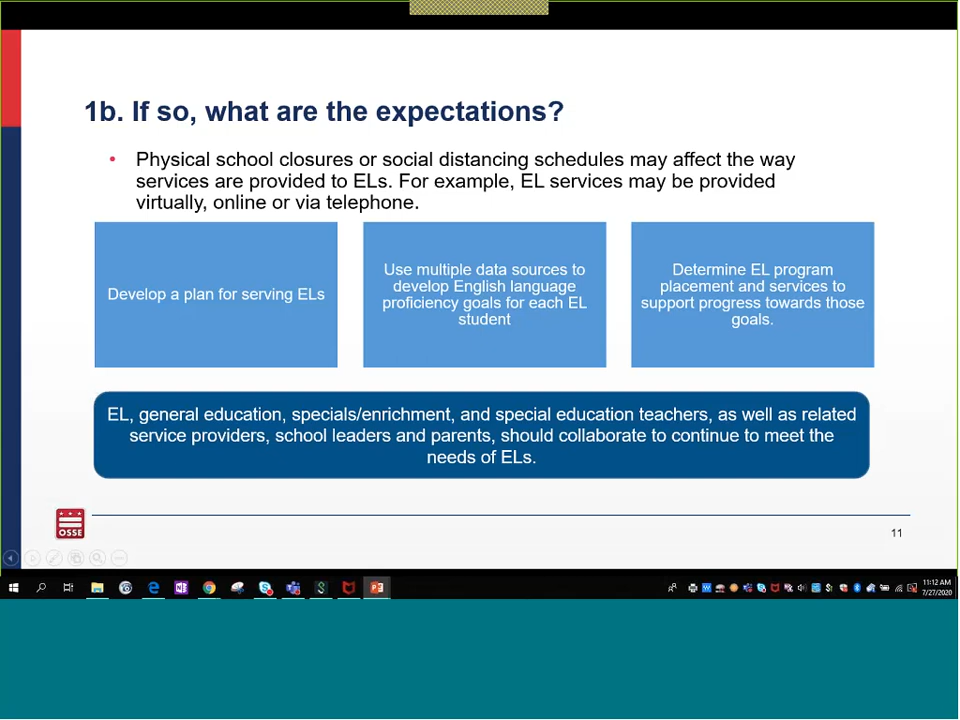 1b. If so, what are the expectations?
• Physical school closures or social distancing schedules may affect the way
services are provided to ELs. For example, EL services may be provided
virtually, online or via telephone.
Develop a plan for serving ELs
Use multiple data sources to
develop English language
proficiency goals for each EL
student
Determine EL program
placement and services to
support progress towards those
goals.
EL, general education, specials/enrichment, and special education teachers, as well as related
service providers, school leaders and parents, should collaborate to continue to meet the
needs of ELs.
OSSE
11
11:12 AM
7/27/2020